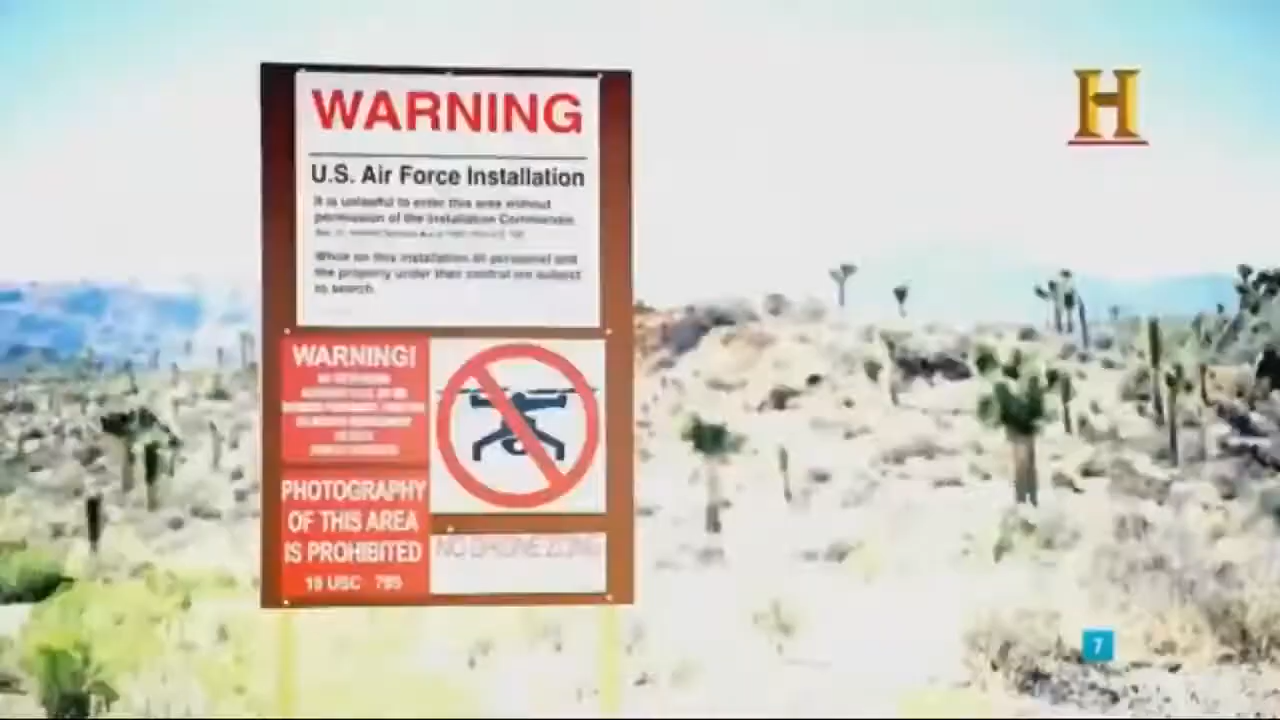 H
WARNING
U.S. Air Force Installation
It is unlawful to enter this area without
permission of the Installation Commander.
While on this installation all personnel and
the property under their control are subject
to search.
WARNING!
PHOTOGRAPHY
OF THIS AREA
IS PROHIBITED
18 USC 795
NO DRONE ZONE
7